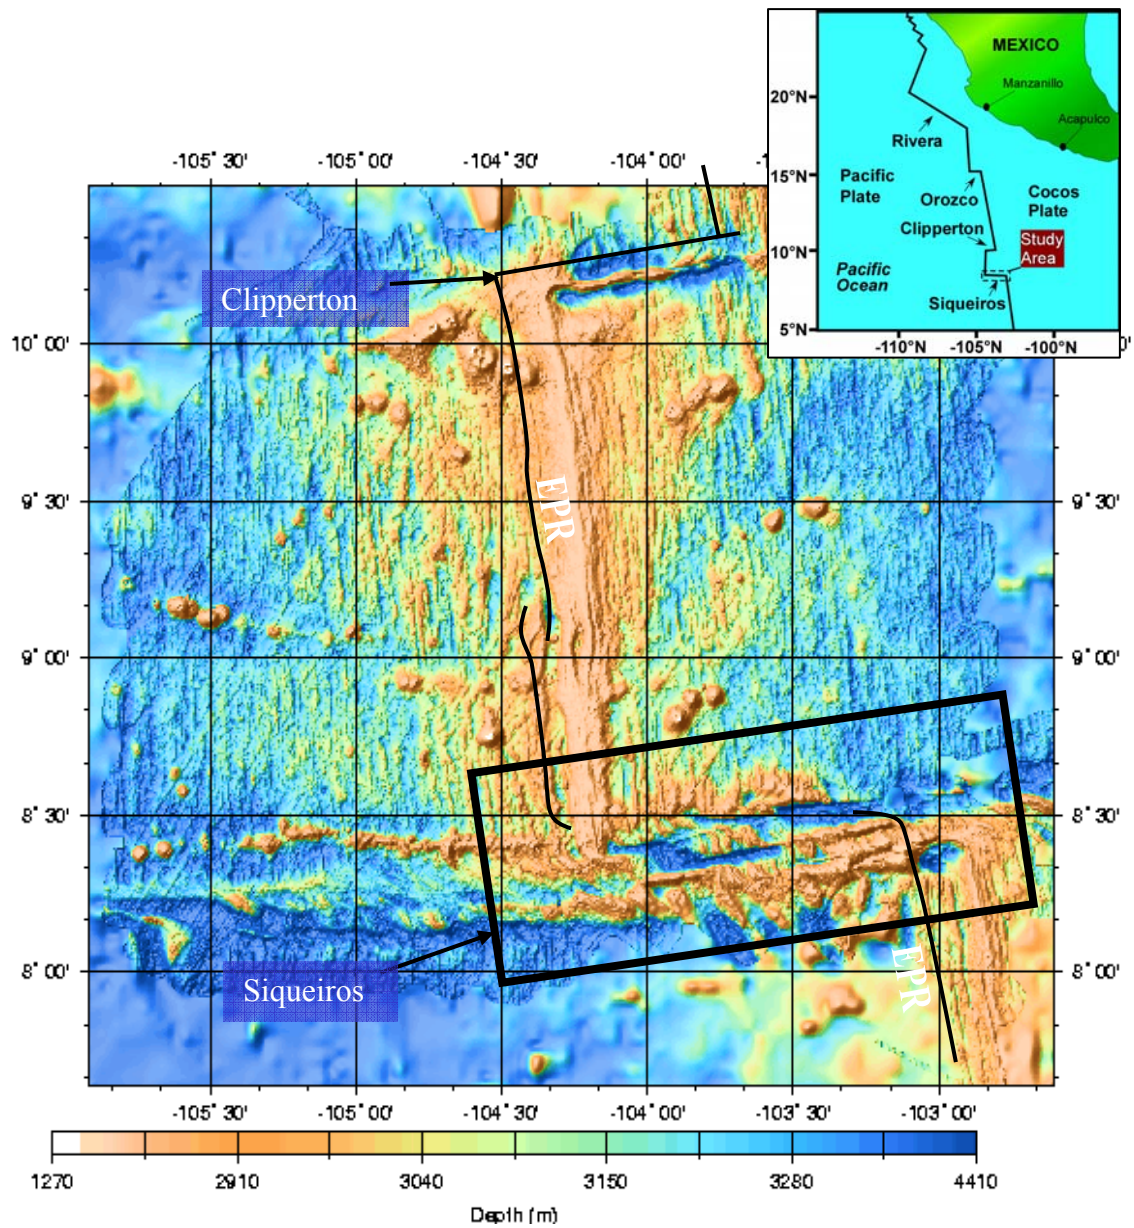 MEXICO
Manzanillo
20°N
Acapulco
Rivera
-105° 30'
-105° 00'
-104° 30'
-104° 00'
Pacific
Plate
15°N
Cocos
Plate
Orozco
Clipperton
Study
Area
10°N
Pacific
Ocean
Siqueiros
5°N
-110°N
-105°N
-100°N
Clipperton
10° 00'
0'
EPR
9° 30'
9° 30'
9° 00'
9° 00'
8° 30'
8° 30'
EPR
8° 00'
8° 00'
Siqueiros
-105° 30'
-105° 00'
-104° 30'
-104° 00'
-103° 30'
-103° 00'
1270
2910
3040
3150
3280
4410
Depth (m)